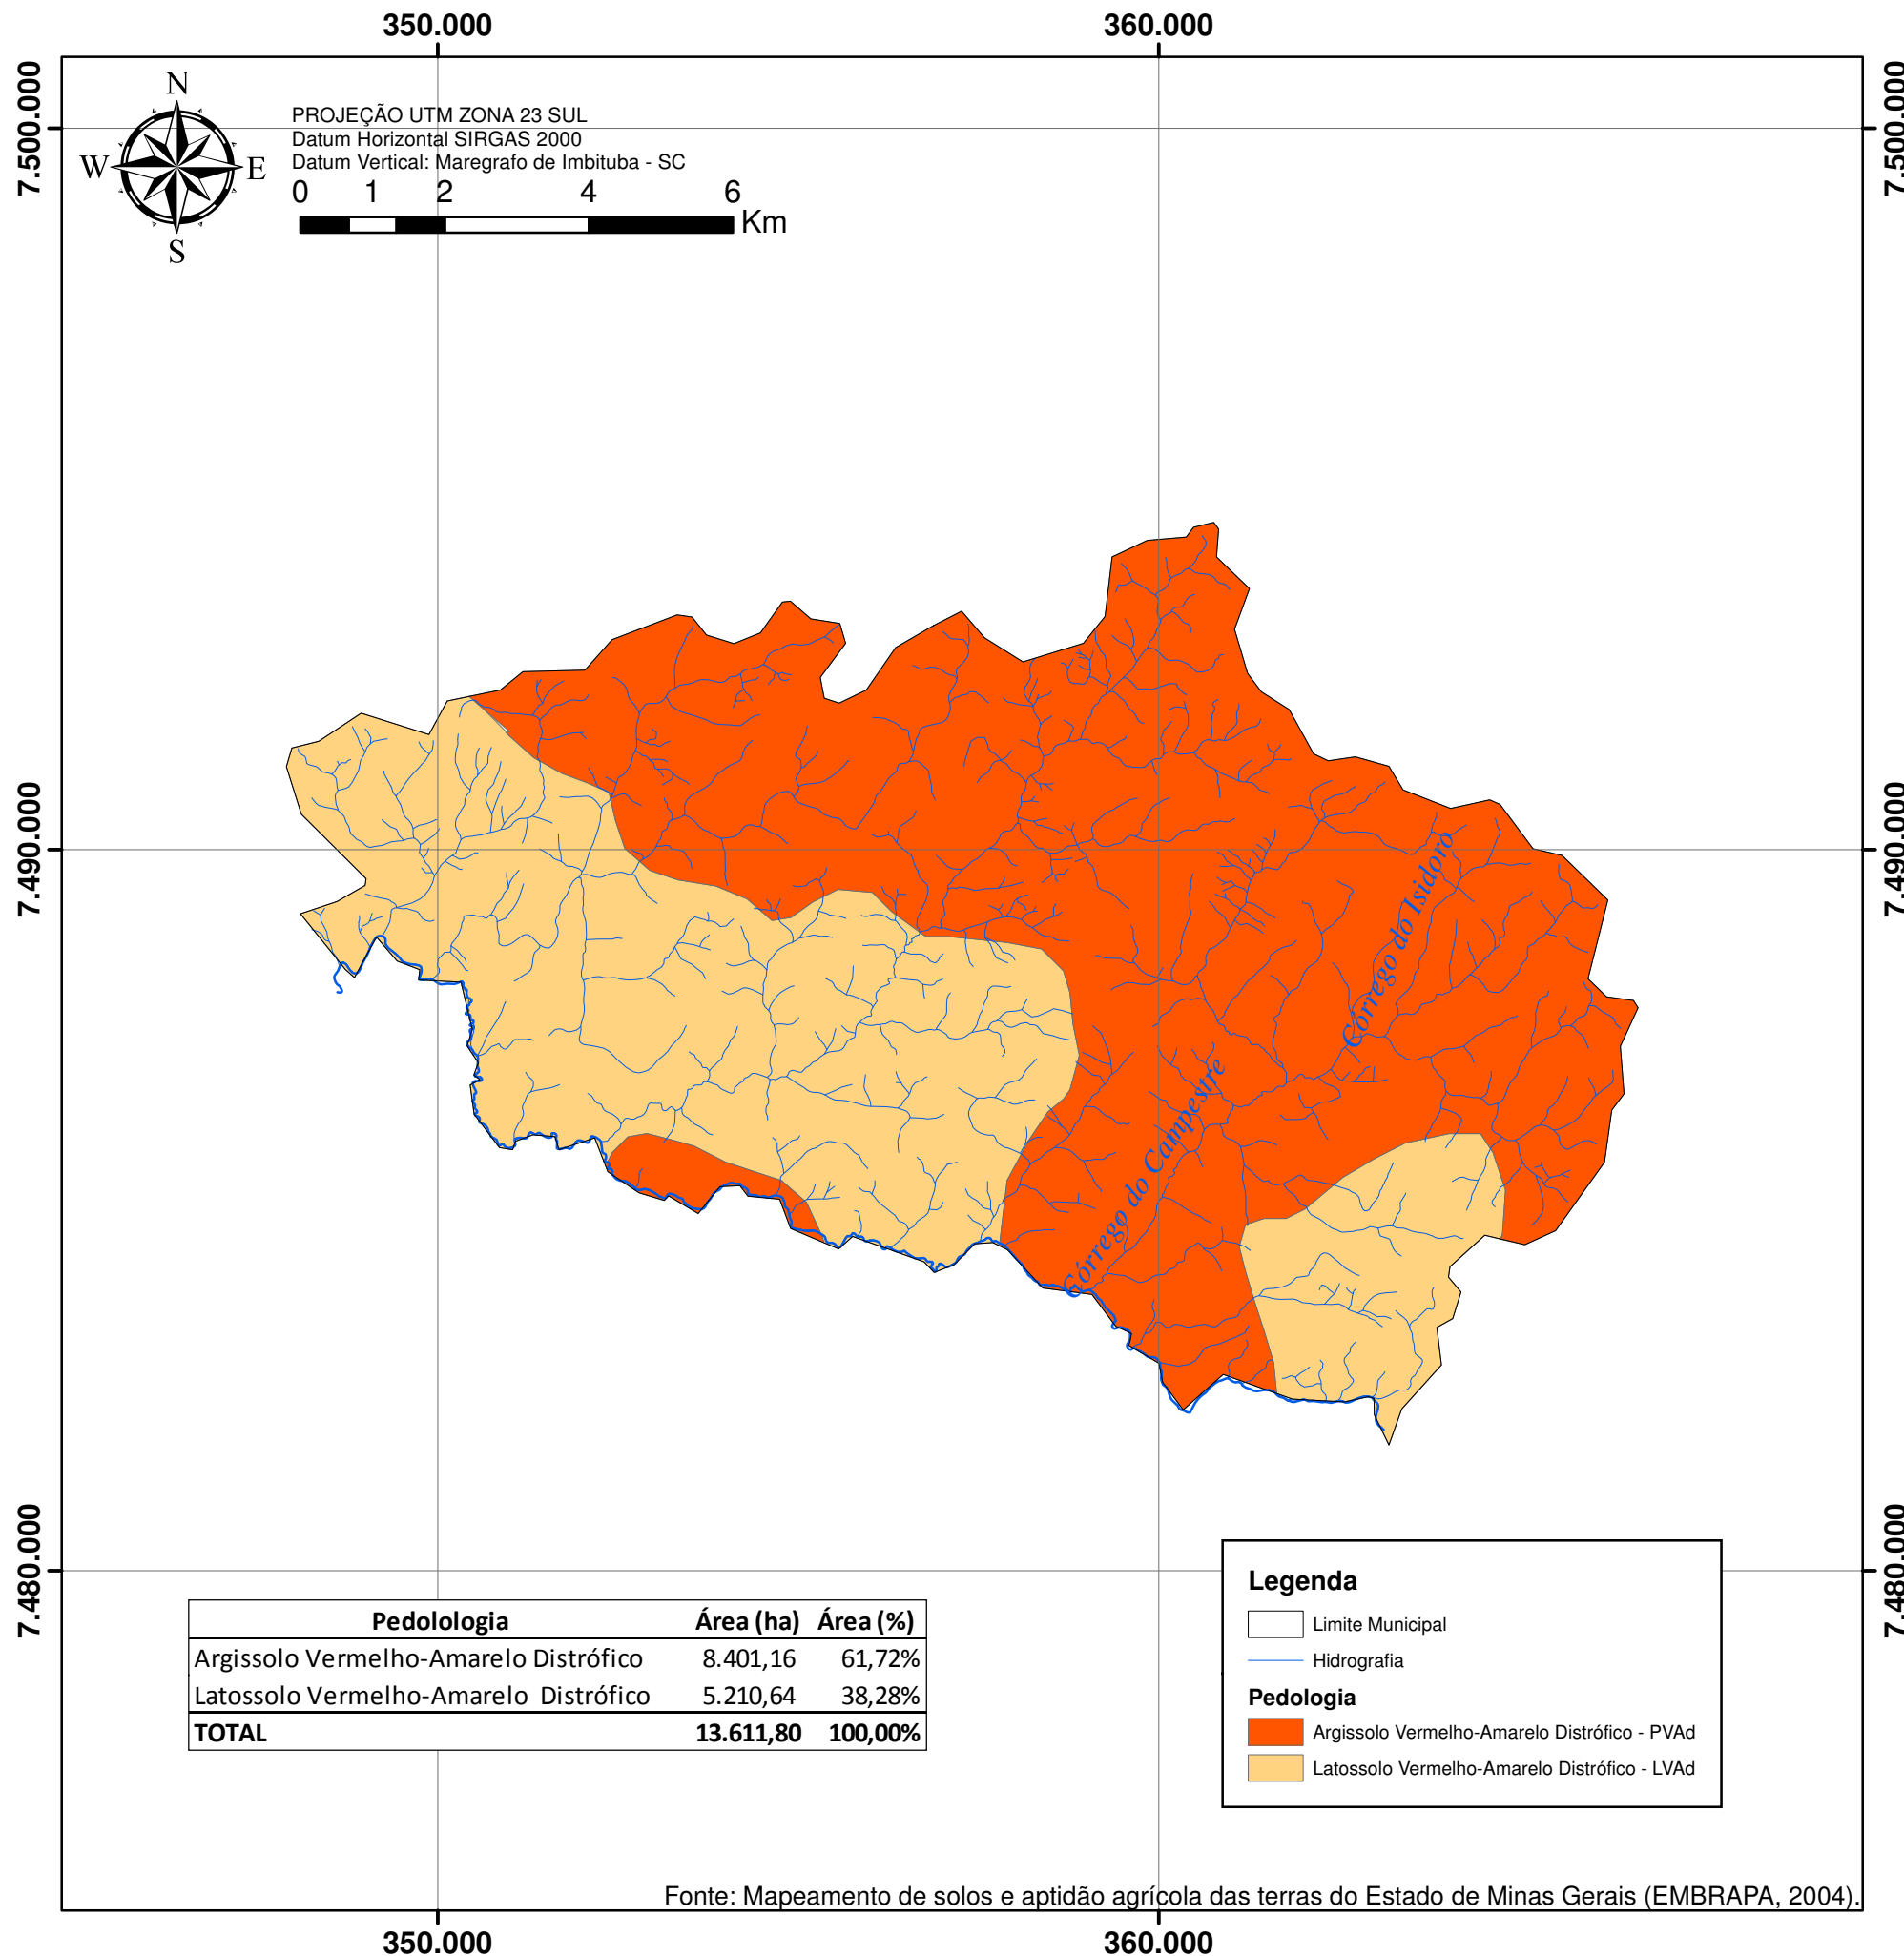 350.000 360.000
7.500.000 7.500.000
N
W E
S
PROJEÇÃO UTM ZONA 23 SUL
Datum Horizontal SIRGAS 2000
Datum Vertical: Maregrafo de Imbituba - SC
0 1 2 4 6
Km
7.490.000 7.490.000
Córrego do Isidoro
Córrego do Campestre
7.480.000 7.480.000
Pedolologia Área (ha) Área (%)
Argissolo Vermelho-Amarelo Distrófico 8.401,16 61,72%
Latossolo Vermelho-Amarelo Distrófico 5.210,64 38,28%
TOTAL 13.611,80 100,00%
Legenda
Limite Municipal
Hidrografia
Pedologia
Argissolo Vermelho-Amarelo Distrófico - PVAd
Latossolo Vermelho-Amarelo Distrófico - LVAd
Fonte: Mapeamento de solos e aptidão agrícola das terras do Estado de Minas Gerais (EMBRAPA, 2004).
350.000 360.000